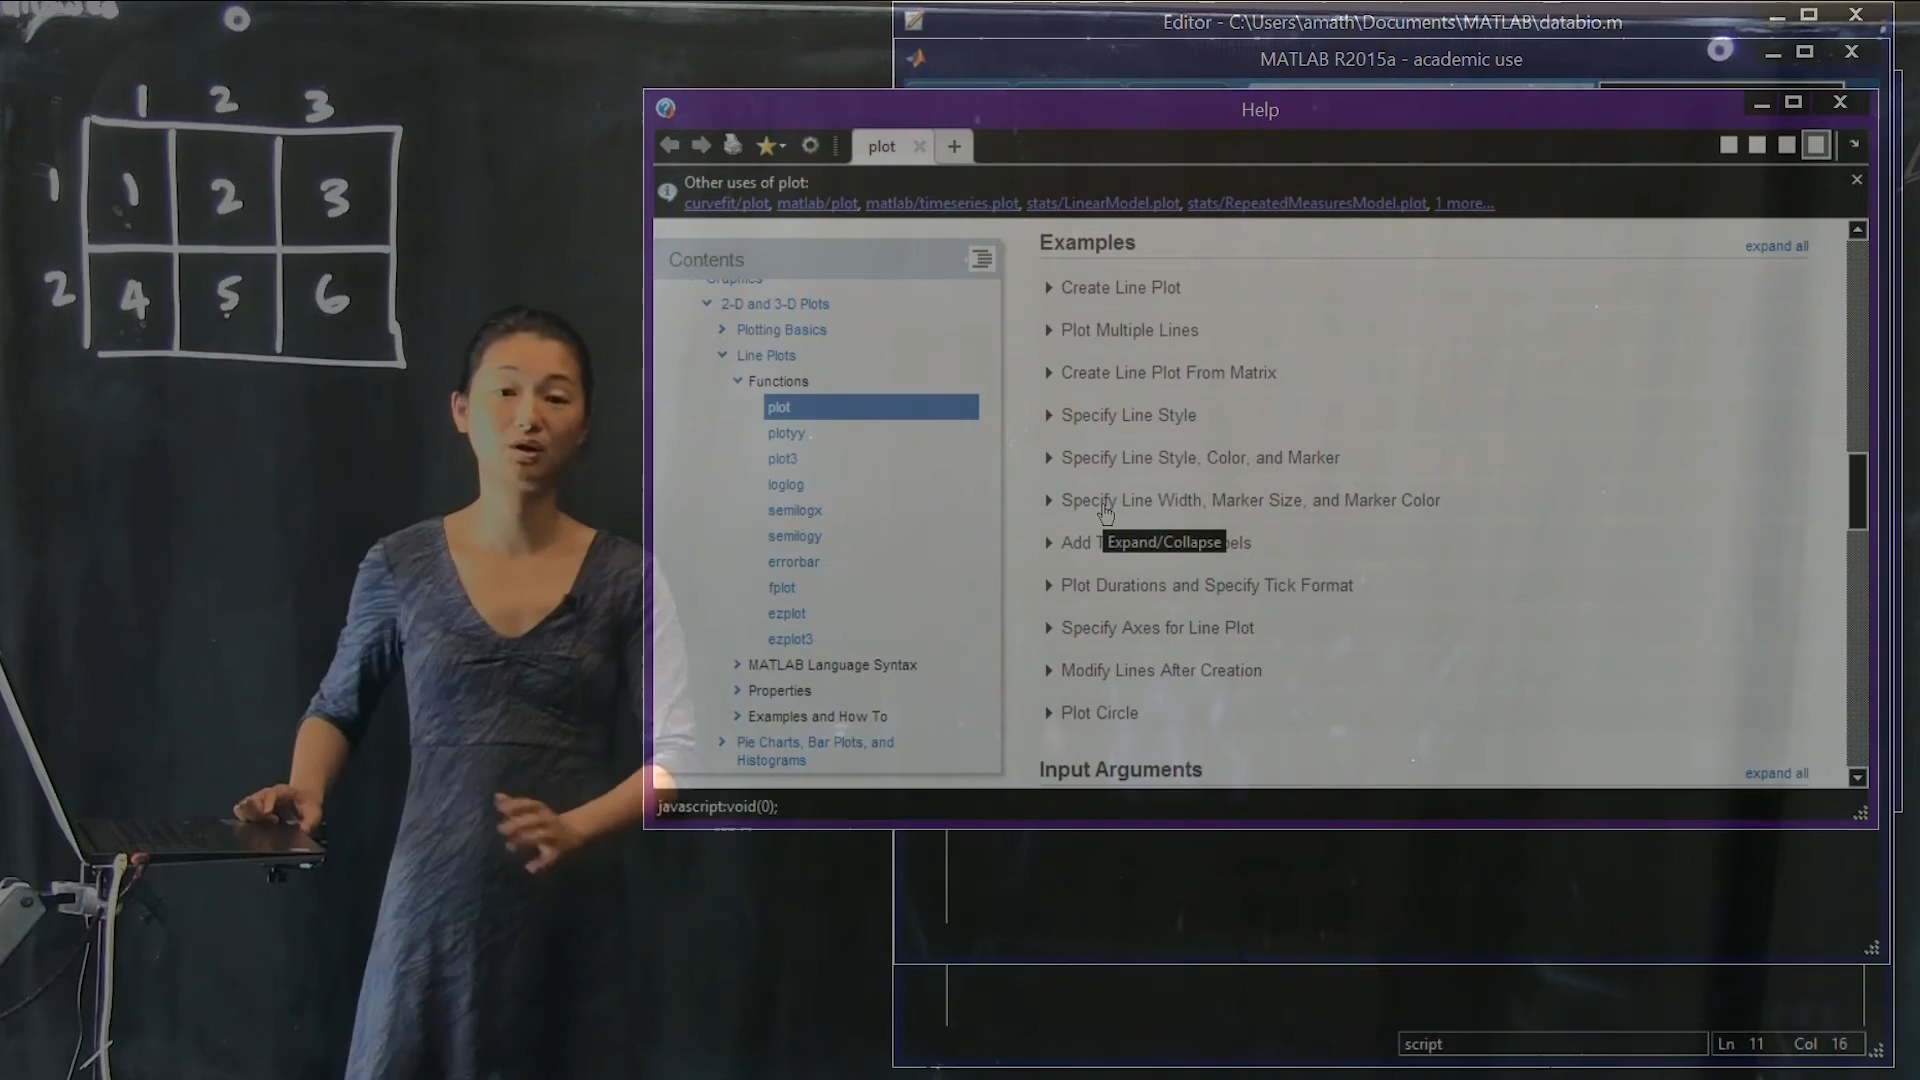 1 2 3
1 1 2 3
2 4 5 6
Editor - C:\Users\amath\Documents\MATLAB\databio.m
MATLAB R2015a - academic use
Help
plot
Other uses of plot:
curvefit/plot, matlab/plot, matlab/timeseries.plot, stats/LinearModel.plot, stats/RepeatedMeasuresModel.plot, 1 more...
Contents
Graphics
2-D and 3-D Plots
Plotting Basics
Line Plots
Functions
plot
plotyy
plot3
loglog
semilogx
semilogy
errorbar
fplot
ezplot
ezplot3
MATLAB Language Syntax
Properties
Examples and How To
Pie Charts, Bar Plots, and
Histograms
Examples
expand all
Create Line Plot
Plot Multiple Lines
Create Line Plot From Matrix
Specify Line Style
Specify Line Style, Color, and Marker
Specify Line Width, Marker Size, and Marker Color
Add
Expand/Collapse
Plot Durations and Specify Tick Format
Specify Axes for Line Plot
Modify Lines After Creation
Plot Circle
Input Arguments
expand all
javascript:void(0);
script
Ln 11 Col 16